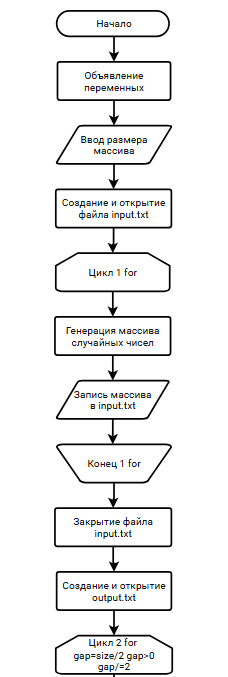 Начало
Объявление
переменных
Ввод размера
массива
Создание и открытие
файла input.txt
Цикл 1 for
Генерация массива
случайных чисел
Запись массива
в input.txt
Конец 1 for
Закрытие файла
input.txt
Создание и открытие
output.txt
Цикл 2 for
gap=size/2 gap>0
gap/=2